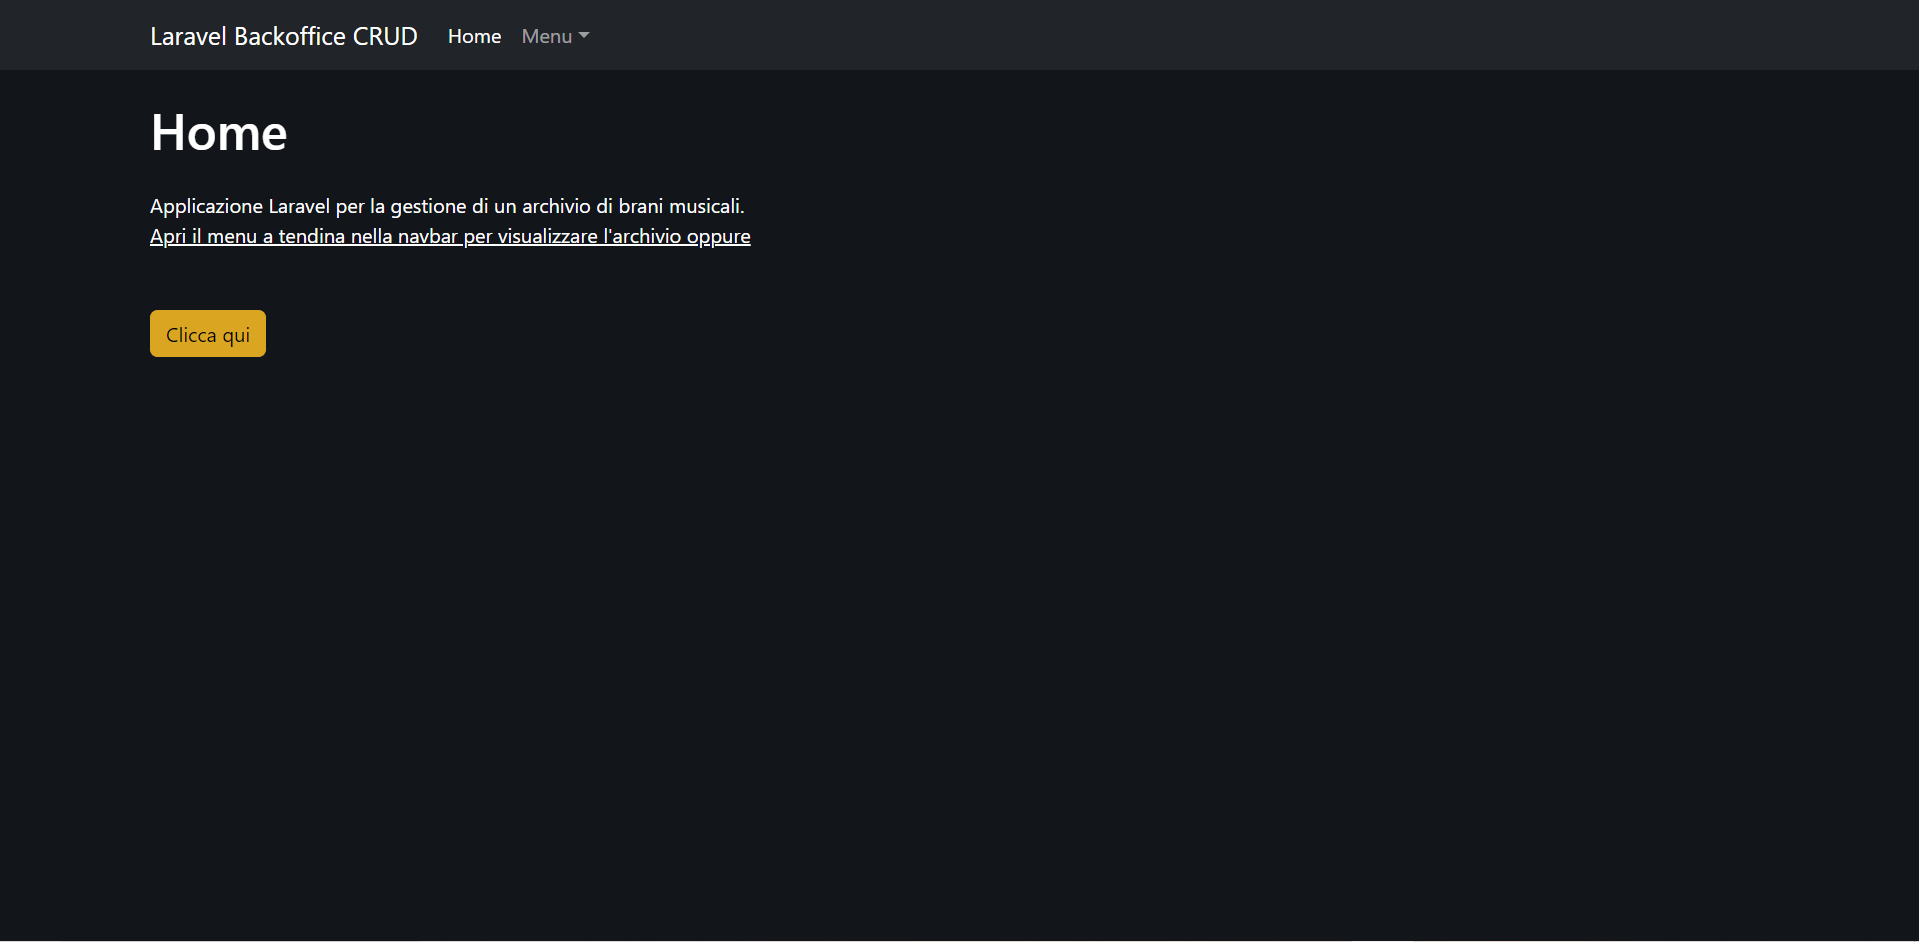 Laravel Backoffice CRUD Home Menu
Home
Applicazione Laravel per la gestione di un archivio di brani musicali.
Apri il menu a tendina nella navbar per visualizzare l'archivio oppure
Clicca qui